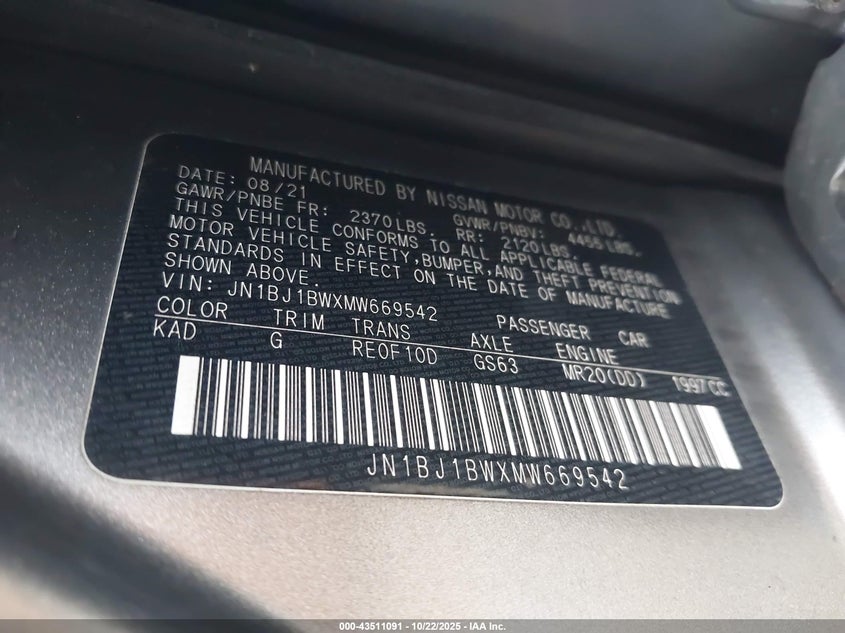 MANUFACTURED BY NISSAN MOTOR CO.,LTD.
DATE: 08/21 GVWR/PNBV: 4455 LBS.
GAWR/PNBE FR: 2370LBS. RR: 2120LBS.
THIS VEHICLE CONFORMS TO ALL APPLICABLE FEDERAL
MOTOR VEHICLE SAFETY,BUMPER,AND THEFT PREVENTION
STANDARDS IN EFFECT ON THE DATE OF MANUFACTURE
SHOWN ABOVE.
VIN: JN1BJ1BWXMW669542 PASSENGER CAR
COLOR TRIM TRANS AXLE ENGINE
KAD G RE0F10D GS63 MR20(DD) 1997CC
JN1BJ1BWXMW669542
000-43511091 - 10/22/2025 - IAA Inc.